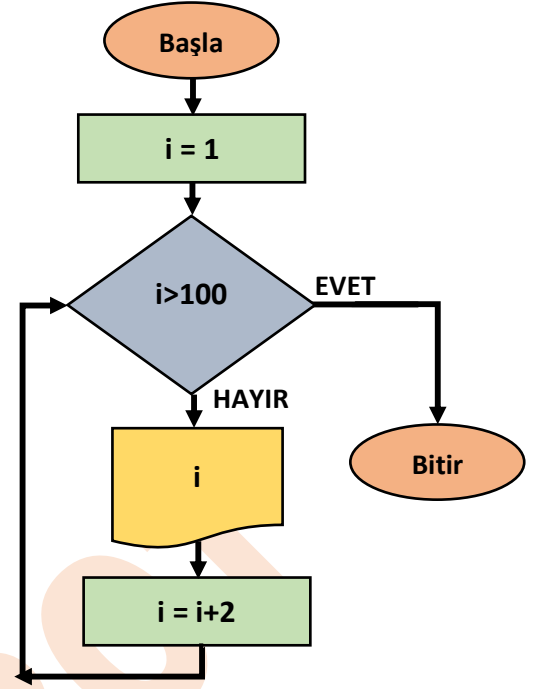 Başla
i = 1
i>100
EVET
HAYIR
i
Bitir
i = i+2